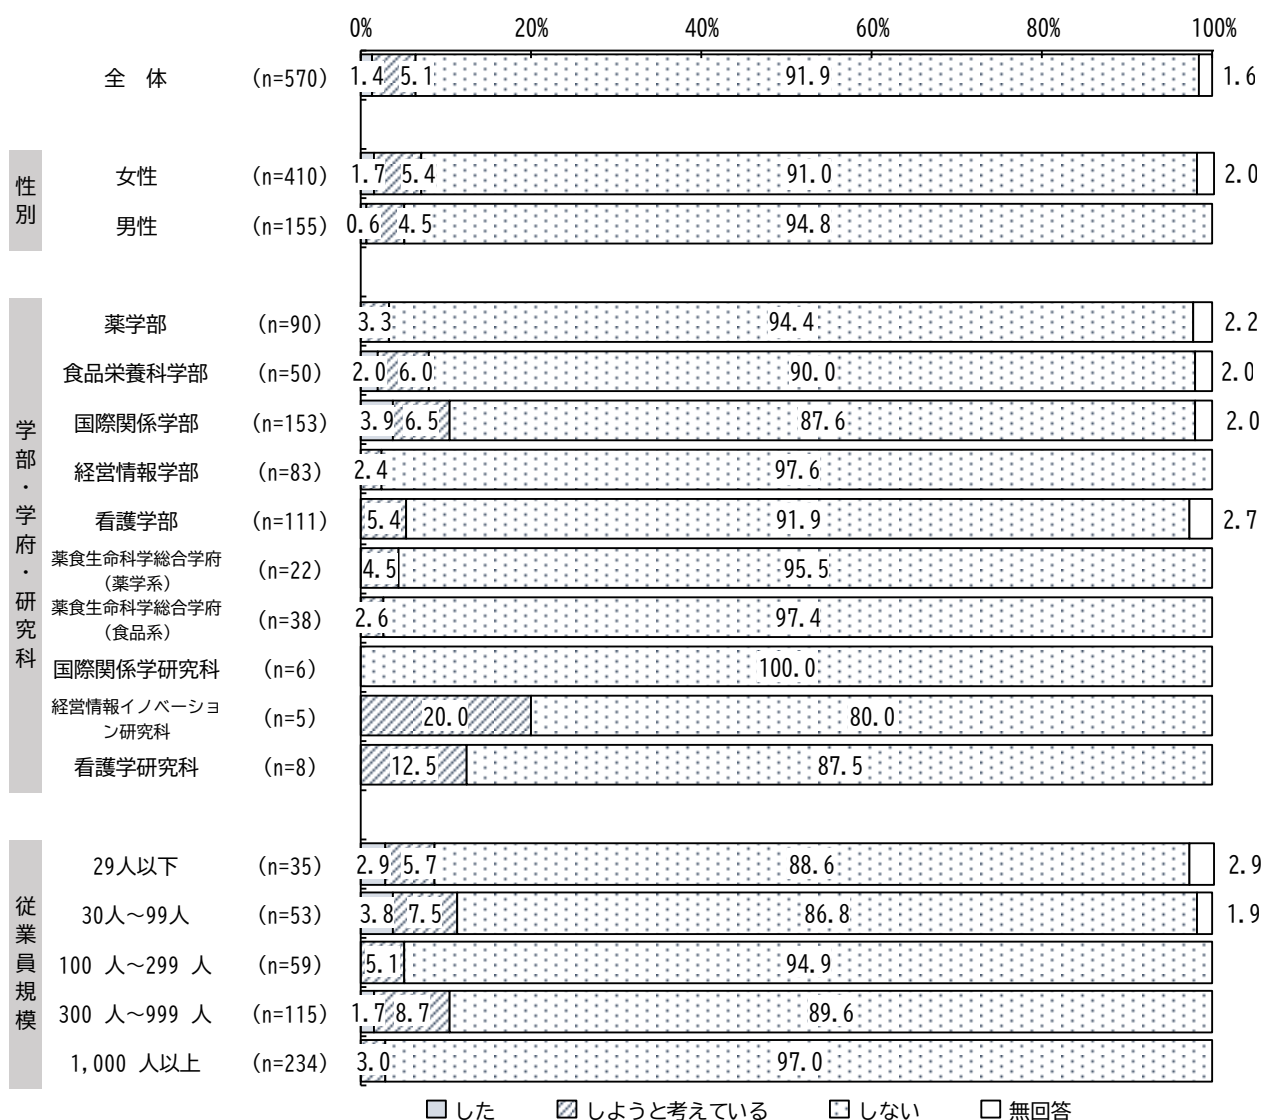 0% 20% 40% 60% 80% 100%
全 体 (n=570) 1.4 5.1 91.9 1.6
性別
女性 (n=410) 1.7 5.4 91.0 2.0
男性 (n=155) 0.6 4.5 94.8
学部・学府・研究科
薬学部 (n=90) 3.3 94.4 2.2
食品栄養科学部 (n=50) 2.0 6.0 90.0 2.0
国際関係学部 (n=153) 3.9 6.5 87.6 2.0
経営情報学部 (n=83) 2.4 97.6
看護学部 (n=111) 5.4 91.9 2.7
薬食生命科学総合学府
(薬学系) (n=22) 4.5 95.5
薬食生命科学総合学府
(食品系) (n=38) 2.6 97.4
国際関係学研究科 (n=6) 100.0
経営情報イノベーショ
ン研究科 (n=5) 20.0 80.0
看護学研究科 (n=8) 12.5 87.5
従業員規模
29人以下 (n=35) 2.9 5.7 88.6 2.9
30人～99人 (n=53) 3.8 7.5 86.8 1.9
100 人～299 人 (n=59) 5.1 94.9
300 人～999 人 (n=115) 1.7 8.7 89.6
1,000 人以上 (n=234) 3.0 97.0
した しようと考えている しない 無回答